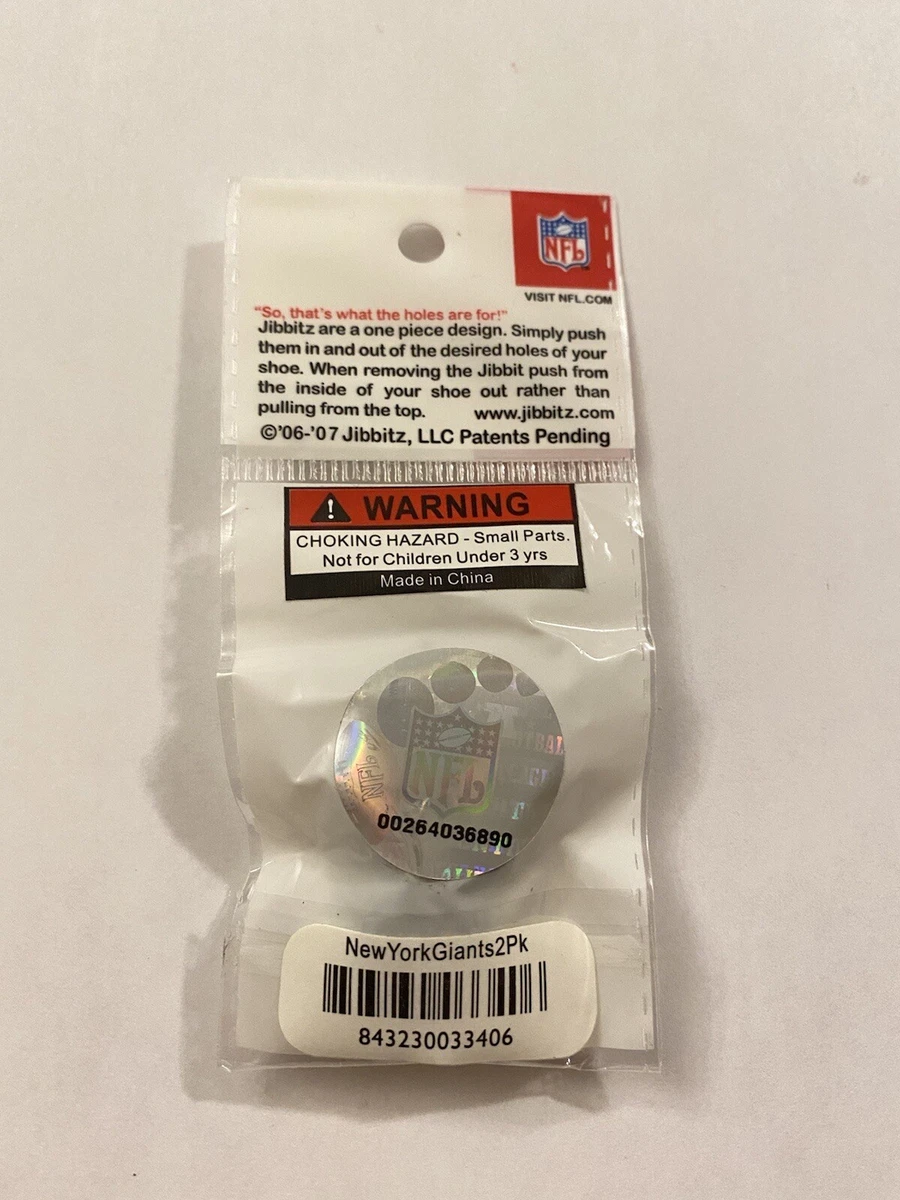 NFL
VISIT NFL.COM
"So, that's what the holes are for!"
Jibbitz are a one piece design. Simply push
them in and out of the desired holes of your
shoe. When removing the Jibbit push from
the inside of your shoe out rather than
pulling from the top. www.jibbitz.com
©'06-'07 Jibbitz, LLC Patents Pending
WARNING
CHOKING HAZARD - Small Parts.
Not for Children Under 3 yrs
Made in China
NFL
NFL
00264036890
NewYorkGiants2Pk
843230033406